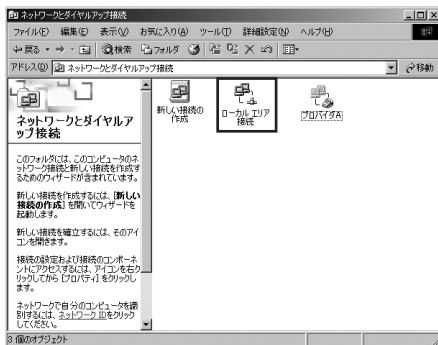 ネットワークとダイヤルアップ接続
ファイル(F) 編集(E) 表示(V) お気に入り(A) ツール(T) 詳細設定(N) ヘルプ(H)
戻る 検索 フォルダ
アドレス(D) ネットワークとダイヤルアップ接続 移動
ネットワークとダイヤルア
ップ接続
このフォルダには、このコンピュータのネ
ットワーク接続と新しい接続を作成す
るためのウィザードが含まれています。
新しい接続を作成するには、[新しい
接続の作成] を開いてウィザードを
起動します。
新しい接続を確立するには、そのアイ
コンを開きます。
接続の設定および接続のコンポーネ
ントにアクセスするには、アイコンを右ク
リックしてから [プロパティ] をクリックし
ます。
ネットワークで自分のコンピュータを識
別するには、ネットワーク IDをクリック
してください。
新しい接続の
作成
ローカル エリア
接続
プロバイダA
3 個のオブジェクト